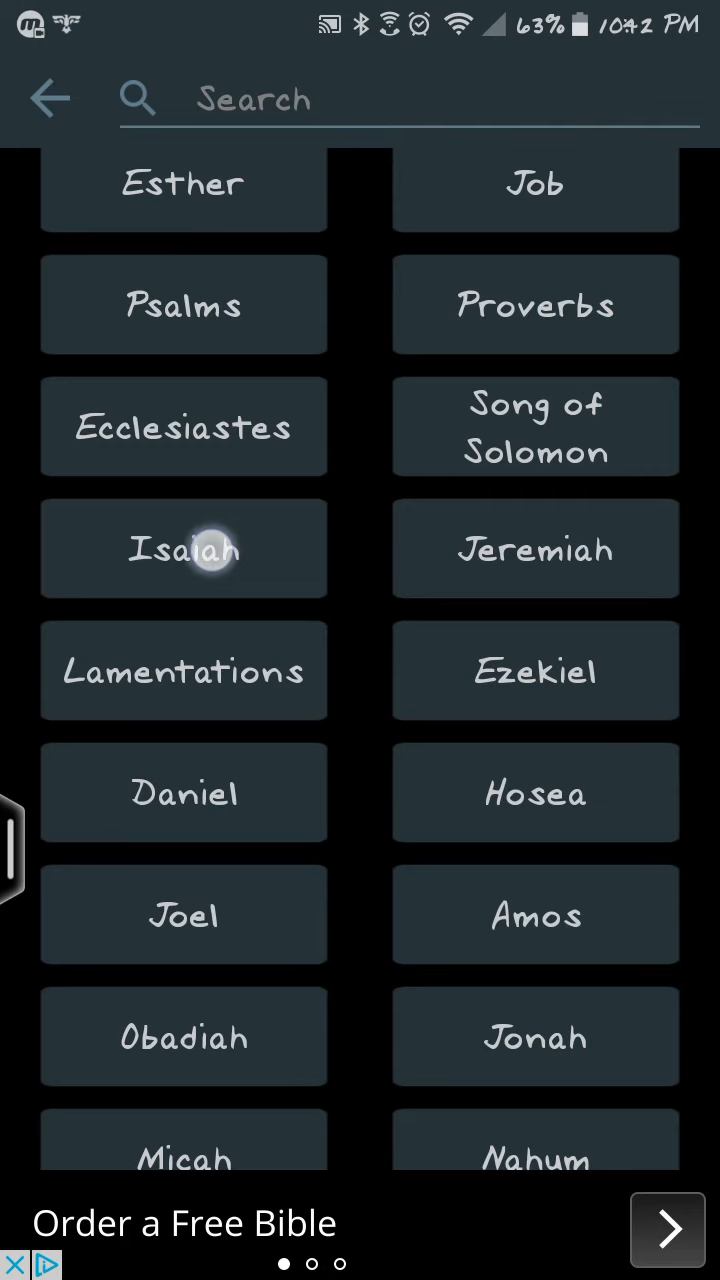 63% 10:42 PM
Search
Esther Job
Psalms Proverbs
Ecclesiastes Song of
Solomon
Isaiah Jeremiah
Lamentations Ezekiel
Daniel Hosea
Joel Amos
Obadiah Jonah
Micah Nahum
Order a Free Bible